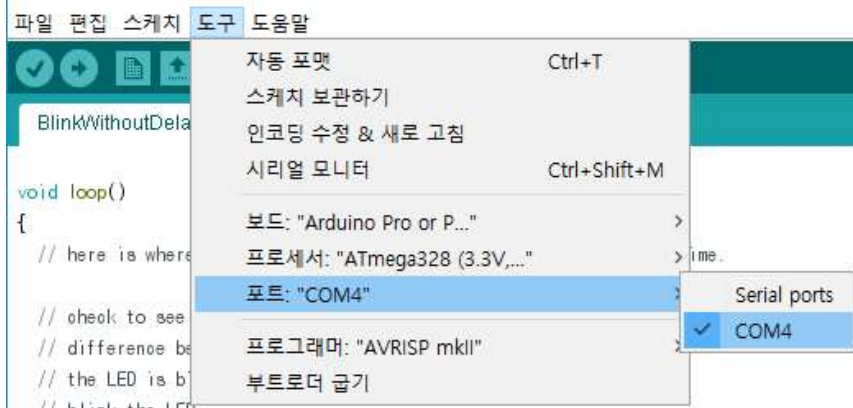 파일 편집 스케치 도구 도움말
자동 포맷 Ctrl+T
스케치 보관하기
인코딩 수정 & 새로 고침
시리얼 모니터 Ctrl+Shift+M
보드: "Arduino Pro or P..."
프로세서: "ATmega328 (3.3V,..."
포트: "COM4"
프로그래머: "AVRISP mkII"
부트로더 굽기
Serial ports
COM4
BlinkWithoutDela
void loop()
{
// here is where
ime.
// check to see
// difference be
// the LED is bl
// blink the LED